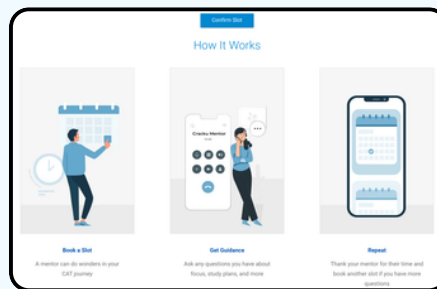 Confirm Slot
How It Works
Cracku Mentor
Book a Slot
A mentor can do wonders in your
CAT journey
Get Guidance
Ask any questions you have about
focus, study plans, and more
Repeat
Thank your mentor for their time and
book another slot if you have more
questions